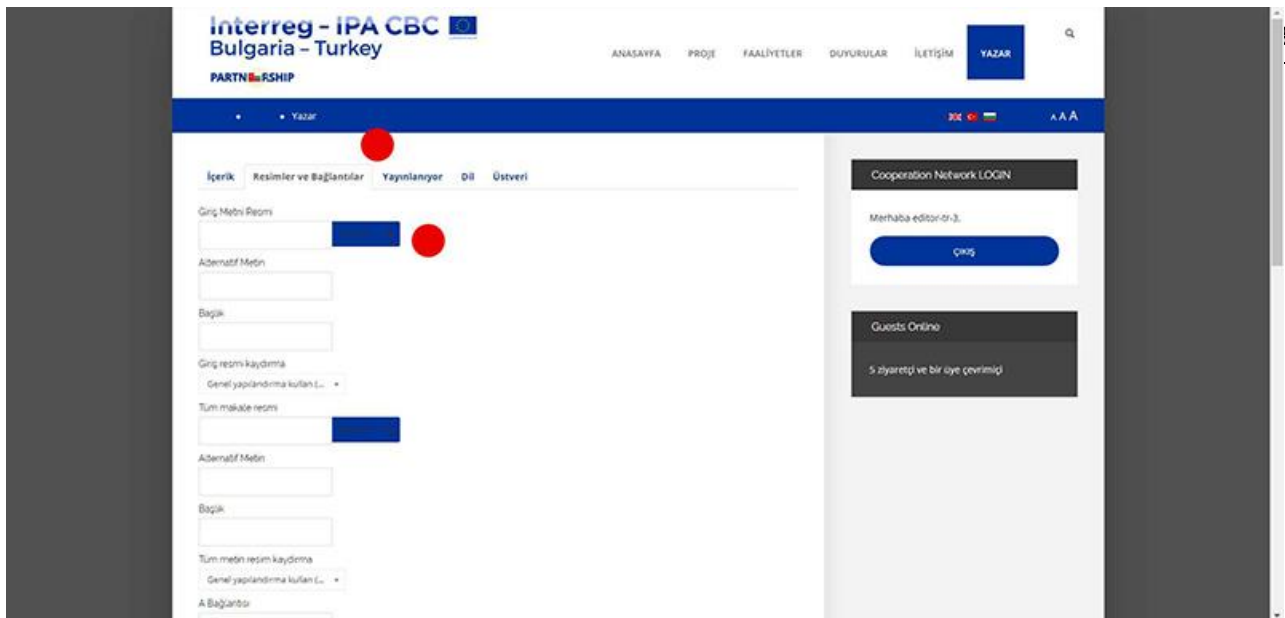 Interreg - IPA CBC
Bulgaria - Turkey
PARTNERSHIP
ANASAYFA PROJE FAALİYETLER DUYURULAR İLETİŞİM YAZAR
• • Yazar
A A A
İçerik Resimler ve Bağlantılar Yayınlanıyor Dil Üstveri
Giriş Metni Resmi
Alternatif Metin
Başlık
Giriş resmi kaydırma
Genel yapılandırma kullan (...
Tüm makale resmi
Alternatif Metin
Başlık
Tüm metin resim kaydırma
Genel yapılandırma kullan (...
A Bağlantısı
Cooperation Network LOGIN
Merhaba editor-tr-3,
ÇIKIŞ
Guests Online
5 ziyaretçi ve bir üye çevrimiçi